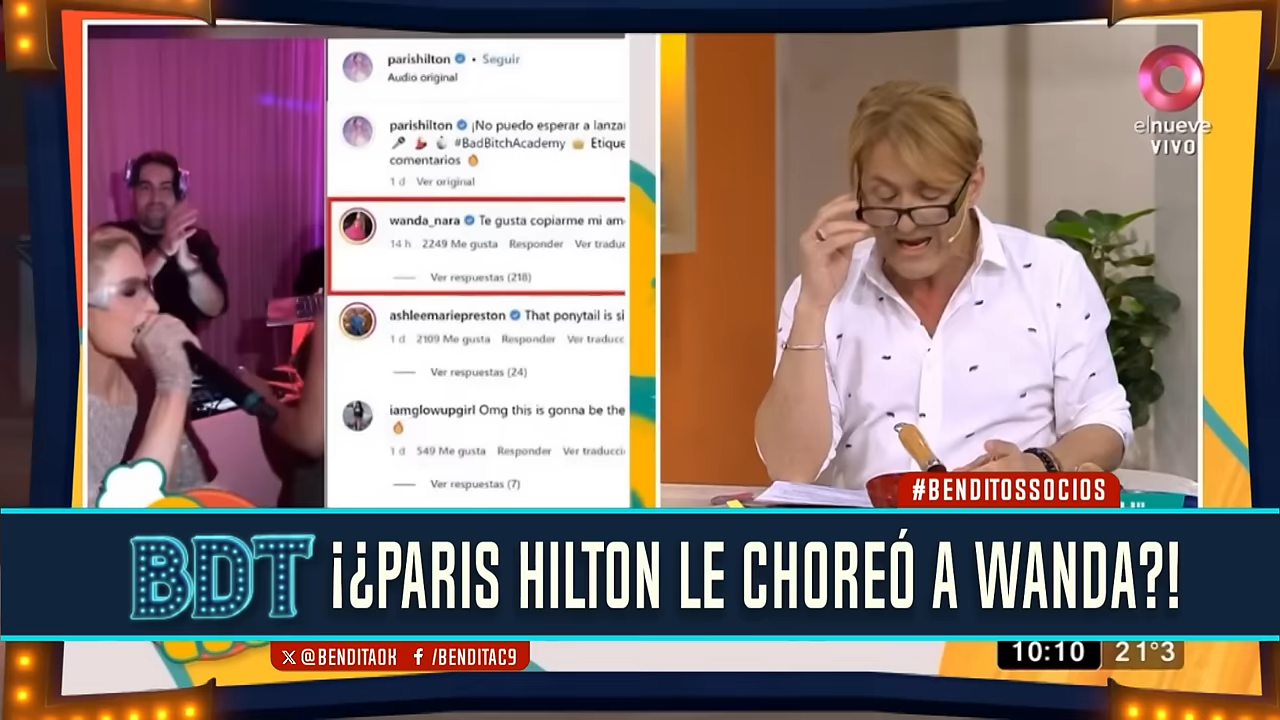 parishilton • Seguir
Audio original
parishilton ¡No puedo esperar a lanza
#BadBitchAcademy Etique
comentarios
1 d Ver original
wanda_nara Te gusta copiarme mi am
14 h 2249 Me gusta Responder Ver traduc
Ver respuestas (218)
ashleemariepreston That ponytail is si
1 d 2109 Me gusta Responder Ver traducc
Ver respuestas (24)
iamglowupgirl Omg this is gonna be the
1 d 549 Me gusta Responder Ver traducci
Ver respuestas (7)
elnueve
VIVO
#BENDITOSSOCIOS
BDT ¡¿PARIS HILTON LE CHOREÓ A WANDA?!
X @BENDITAOK f /BENDITAC9
10:10 21°3